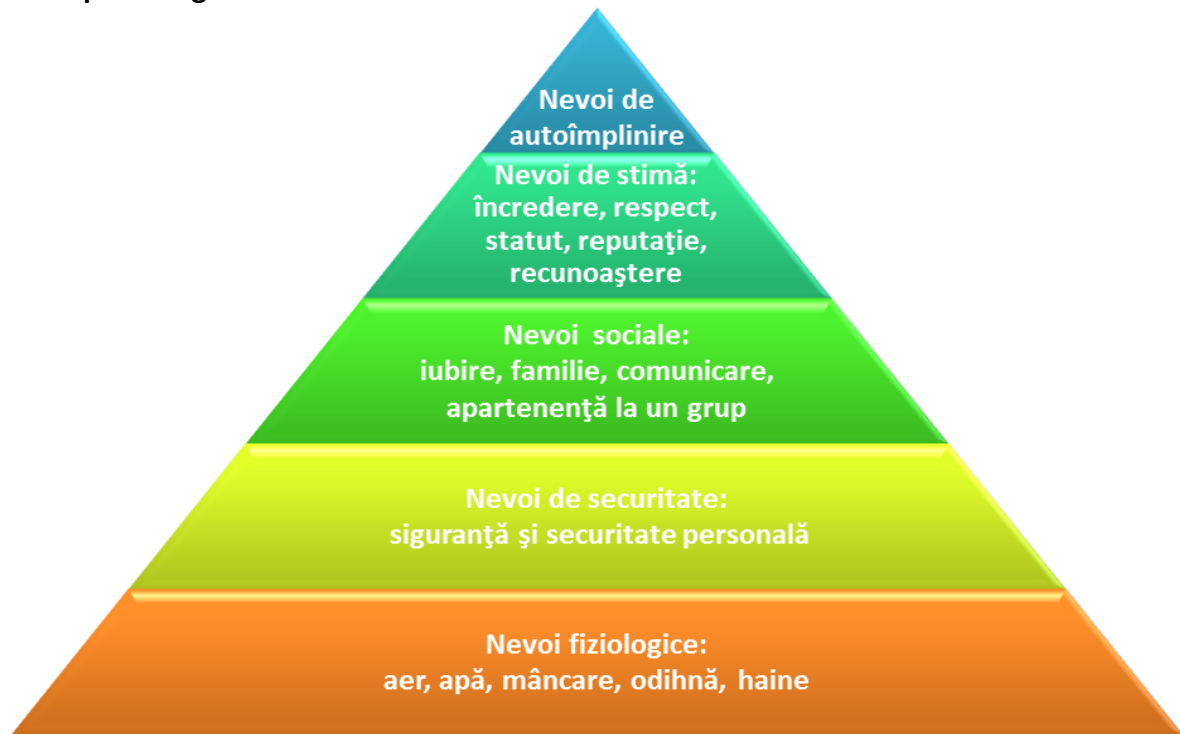 Nevoi de
autoîmplinire
Nevoi de stimă:
încredere, respect,
statut, reputaţie,
recunoaştere
Nevoi sociale:
iubire, familie, comunicare,
apartenenţă la un grup
Nevoi de securitate:
siguranţă şi securitate personală
Nevoi fiziologice:
aer, apă, mâncare, odihnă, haine